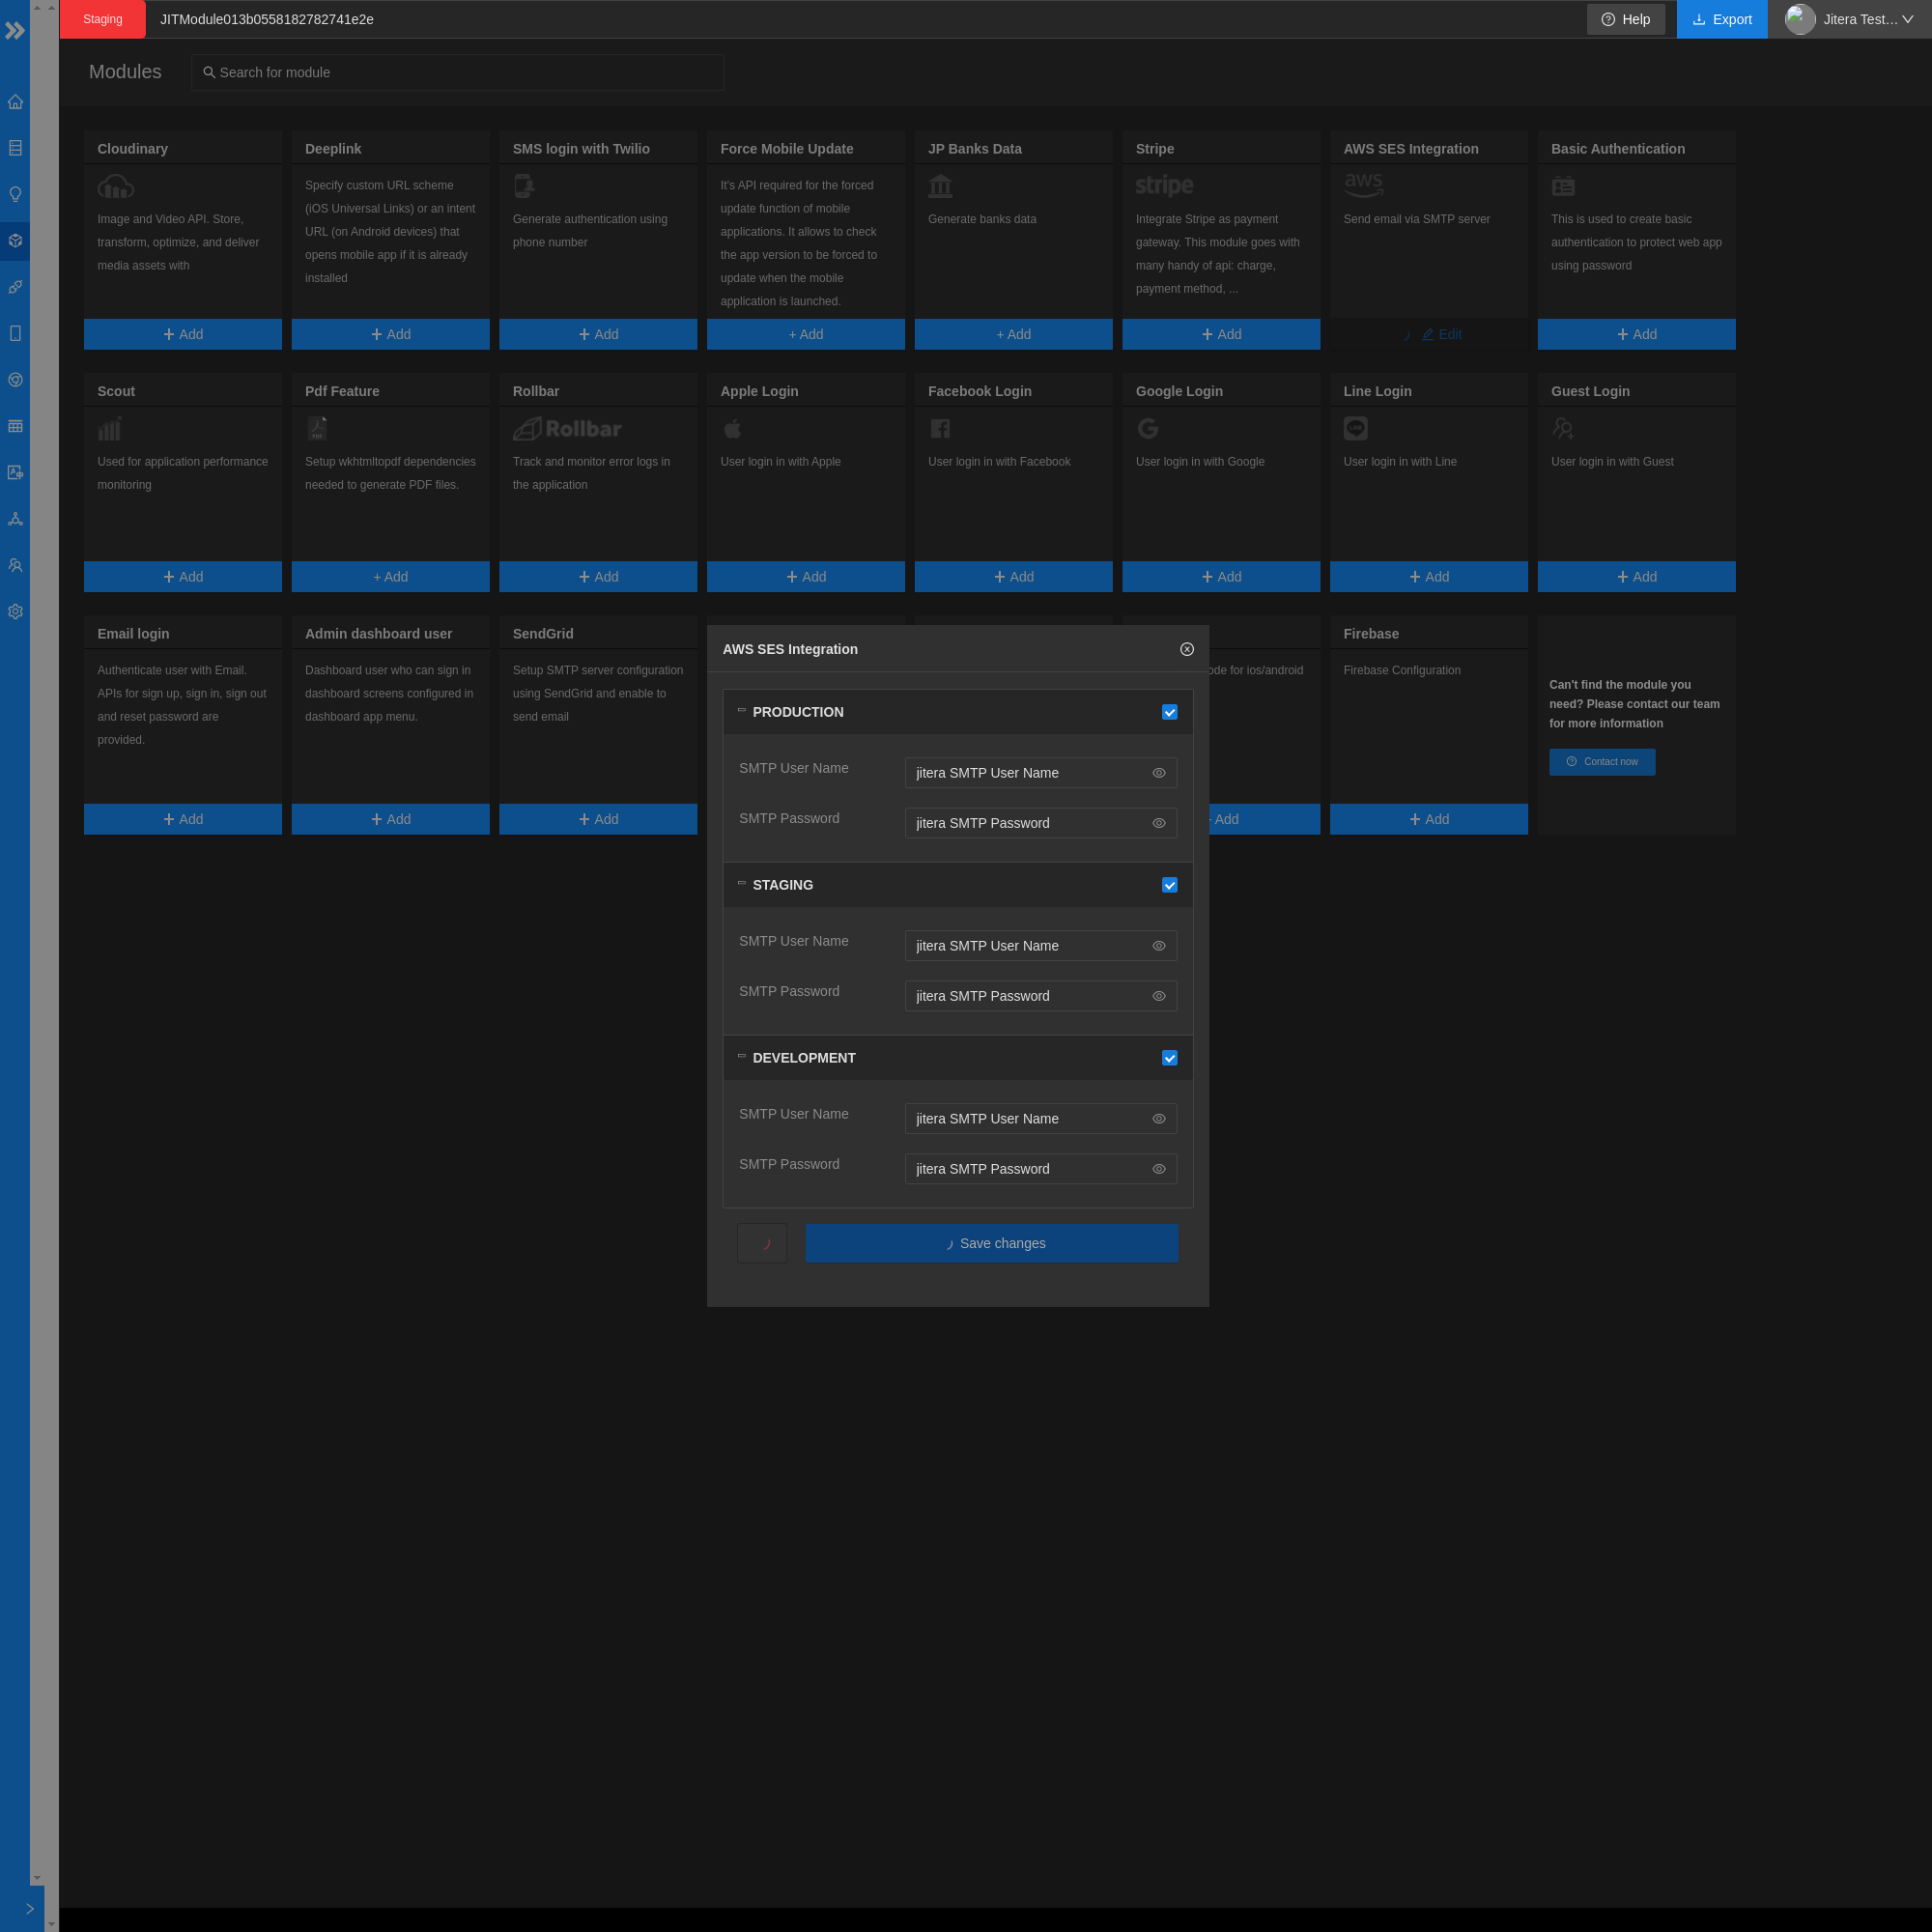 Staging
JITModule013b0558182782741e2e
Help
Export
Jitera Test...
Modules
Search for module
Cloudinary
Image and Video API. Store,
transform, optimize, and deliver
media assets with
Add
Deeplink
Specify custom URL scheme
(iOS Universal Links) or an intent
URL (on Android devices) that
opens mobile app if it is already
installed
Add
SMS login with Twilio
Generate authentication using
phone number
Add
Force Mobile Update
It's API required for the forced
update function of mobile
applications. It allows to check
the app version to be forced to
update when the mobile
application is launched.
+ Add
JP Banks Data
Generate banks data
+ Add
Stripe
stripe
Integrate Stripe as payment
gateway. This module goes with
many handy of api: charge,
payment method, ...
Add
AWS SES Integration
aws
Send email via SMTP server
Edit
Basic Authentication
This is used to create basic
authentication to protect web app
using password
Add
Scout
Used for application performance
monitoring
Add
Pdf Feature
PDF
Setup wkhtmltopdf dependencies
needed to generate PDF files.
+ Add
Rollbar
Rollbar
Track and monitor error logs in
the application
Add
Apple Login
User login in with Apple
Add
Facebook Login
User login in with Facebook
Add
Google Login
User login in with Google
Add
Line Login
LINE
User login in with Line
Add
Guest Login
User login in with Guest
Add
Email login
Authenticate user with Email.
APIs for sign up, sign in, sign out
and reset password are
provided.
Add
Admin dashboard user
Dashboard user who can sign in
dashboard screens configured in
dashboard app menu.
Add
SendGrid
Setup SMTP server configuration
using SendGrid and enable to
send email
Add
ode for ios/android
Add
Firebase
Firebase Configuration
Add
Can't find the module you
need? Please contact our team
for more information
Contact now
AWS SES Integration
PRODUCTION
SMTP User Name
jitera SMTP User Name
SMTP Password
jitera SMTP Password
STAGING
SMTP User Name
jitera SMTP User Name
SMTP Password
jitera SMTP Password
DEVELOPMENT
SMTP User Name
jitera SMTP User Name
SMTP Password
jitera SMTP Password
Save changes